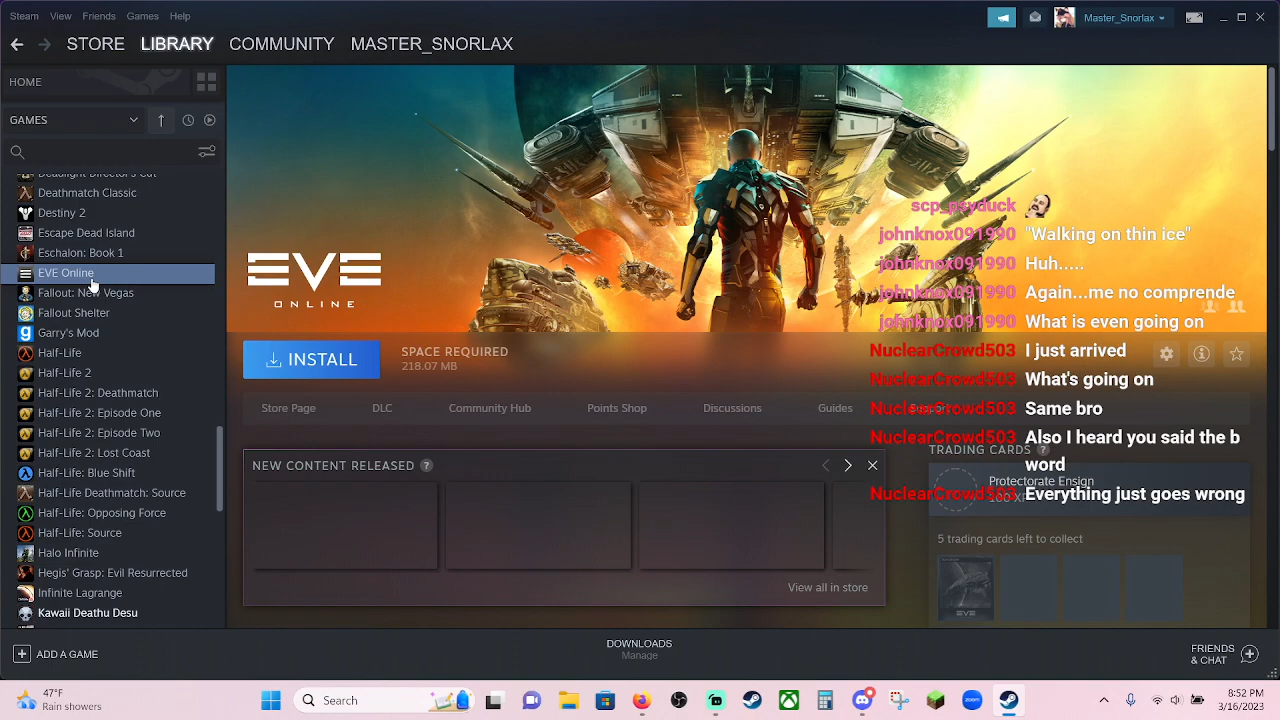 Steam View Friends Games Help
Master_Snorlax
STORE LIBRARY COMMUNITY MASTER_SNORLAX
HOME
GAMES
Deathmatch Classic
Destiny 2
Escape Dead Island
Eschalon: Book 1
EVE Online
Fallout: New Vegas
Fallout Shelter
Garry's Mod
Half-Life
Half-Life 2
Half-Life 2: Deathmatch
Half-Life 2: Episode One
Half-Life 2: Episode Two
Half-Life 2: Lost Coast
Half-Life: Blue Shift
Half-Life Deathmatch: Source
Half-Life: Opposing Force
Half-Life: Source
Halo Infinite
Hegis' Grasp: Evil Resurrected
Infinite Lagrange
Kawaii Deathu Desu
EVE
ONLINE
INSTALL
SPACE REQUIRED
218.07 MB
Store Page DLC Community Hub Points Shop Discussions Guides Support
NEW CONTENT RELEASED ?
View all in store
scp_psyduck
johnknox091990 "Walking on thin ice"
johnknox091990 Huh.....
johnknox091990 Again...me no comprende
johnknox091990 What is even going on
NuclearCrowd503 I just arrived
NuclearCrowd503 What's going on
NuclearCrowd503 Same bro
NuclearCrowd503 Also I heard you said the b
word
NuclearCrowd503 Everything just goes wrong
TRADING CARDS ?
Protectorate Ensign
100 XP
5 trading cards left to collect
EVE
ADD A GAME
DOWNLOADS
Manage
FRIENDS
& CHAT
47°F
Rain showers
Search
zoom
8:52 PM
3/16/2023